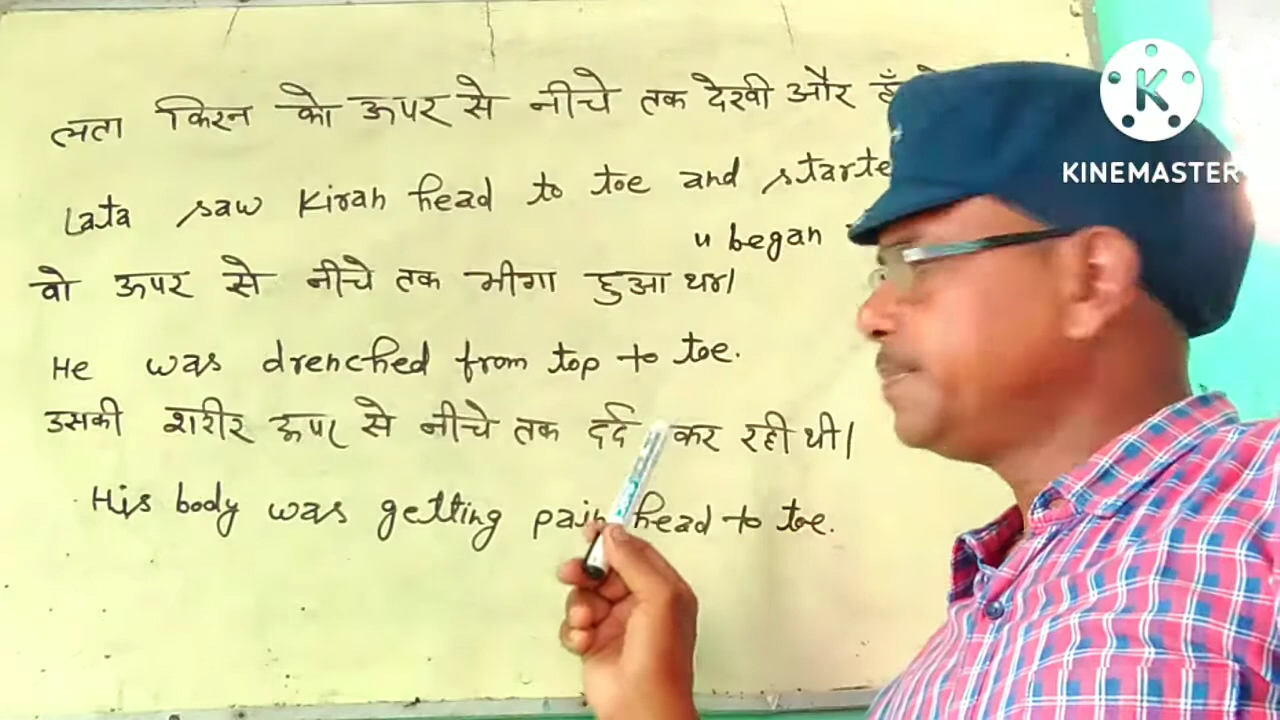 लता किरन को ऊपर से नीचे तक देखी और
Lata saw Kiran head to toe and starte
" began
वो ऊपर से नीचे तक भीगा हुआ था।
He was drenched from top to toe.
उसकी शरीर ऊपर से नीचे तक दर्द कर रही थी।
His body was getting pain head to toe.
K
KINEMASTER